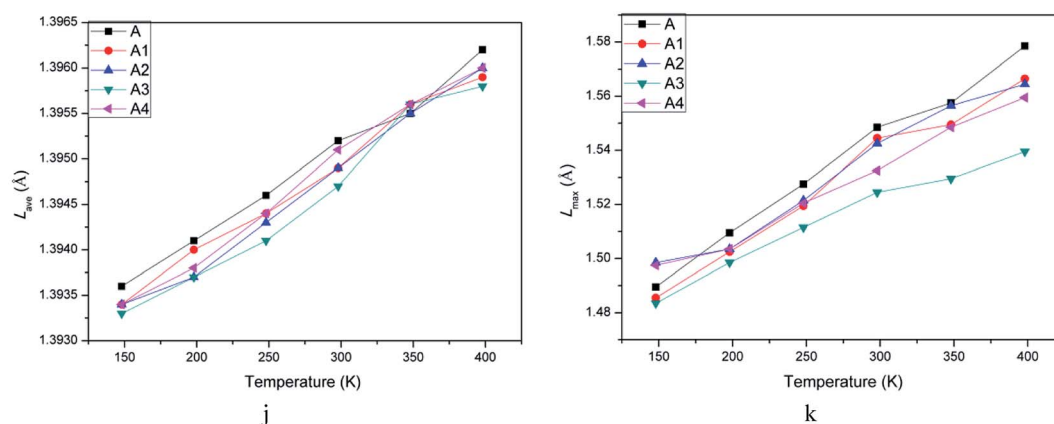 1.3965
1.3960
1.3955
1.3950
1.3945
1.3940
1.3935
1.3930
L ave (Å)
A
A1
A2
A3
A4
150 200 250 300 350 400
Temperature (K)
j
1.58
1.56
1.54
1.52
1.50
1.48
L max (Å)
A
A1
A2
A3
A4
150 200 250 300 350 400
Temperature (K)
k